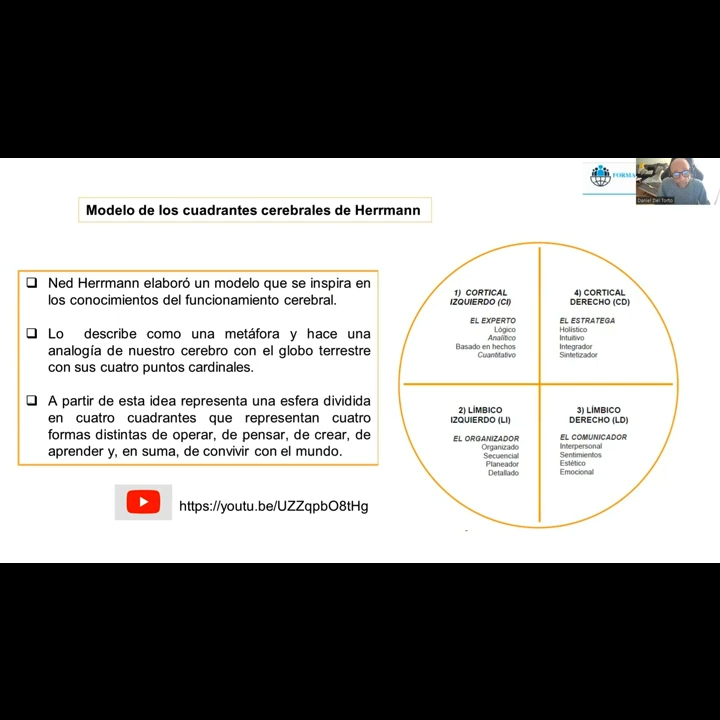 FORMA
Daniel Del Torto
Modelo de los cuadrantes cerebrales de Herrmann
Ned Herrmann elaboró un modelo que se inspira en
los conocimientos del funcionamiento cerebral.
Lo describe como una metáfora y hace una
analogía de nuestro cerebro con el globo terrestre
con sus cuatro puntos cardinales.
A partir de esta idea representa una esfera dividida
en cuatro cuadrantes que representan cuatro
formas distintas de operar, de pensar, de crear, de
aprender y, en suma, de convivir con el mundo.
https://youtu.be/UZZqpbO8tHg
1) CORTICAL
IZQUIERDO (CI)
EL EXPERTO
Lógico
Analítico
Basado en hechos
Cuantitativo
4) CORTICAL
DERECHO (CD)
EL ESTRATEGA
Holístico
Intuitivo
Integrador
Sintetizador
2) LÍMBICO
IZQUIERDO (LI)
EL ORGANIZADOR
Organizado
Secuencial
Planeador
Detallado
3) LÍMBICO
DERECHO (LD)
EL COMUNICADOR
Interpersonal
Sentimientos
Estético
Emocional